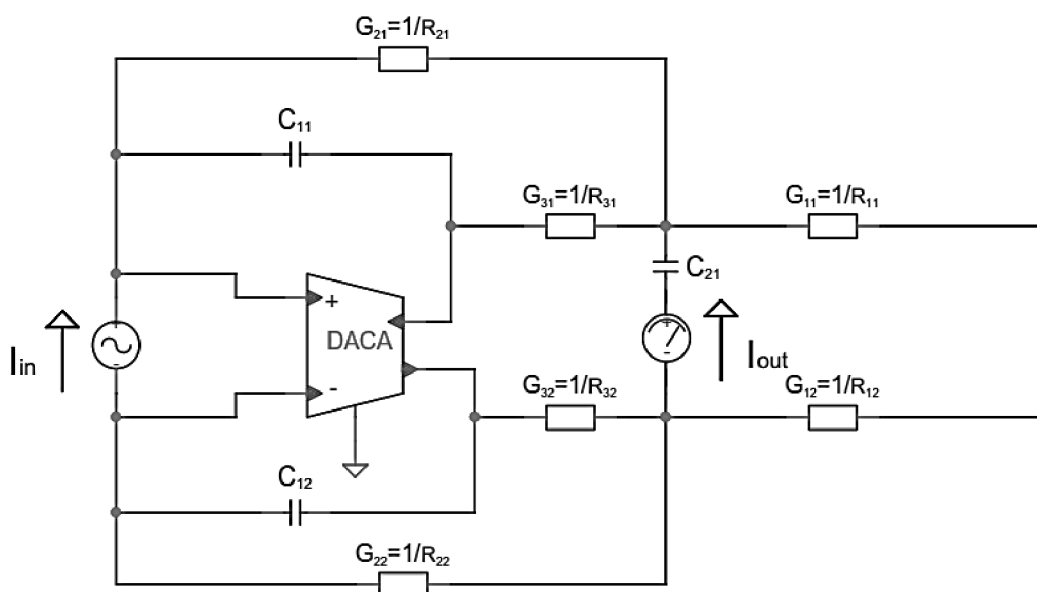 G₂₁=1/R₂₁
C₁₁
G₃₁=1/R₃₁
G₁₁=1/R₁₁
C₂₁
+
DACA
-
+
-
+
-
Iin
Iout
G₃₂=1/R₃₂
G₁₂=1/R₁₂
C₁₂
G₂₂=1/R₂₂